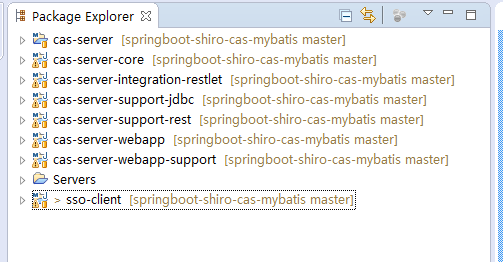 Package Explorer
cas-server [springboot-shiro-cas-mybatis master]
cas-server-core [springboot-shiro-cas-mybatis master]
cas-server-integration-restlet [springboot-shiro-cas-mybatis master]
cas-server-support-jdbc [springboot-shiro-cas-mybatis master]
cas-server-support-rest [springboot-shiro-cas-mybatis master]
cas-server-webapp [springboot-shiro-cas-mybatis master]
cas-server-webapp-support [springboot-shiro-cas-mybatis master]
Servers
> sso-client [springboot-shiro-cas-mybatis master]